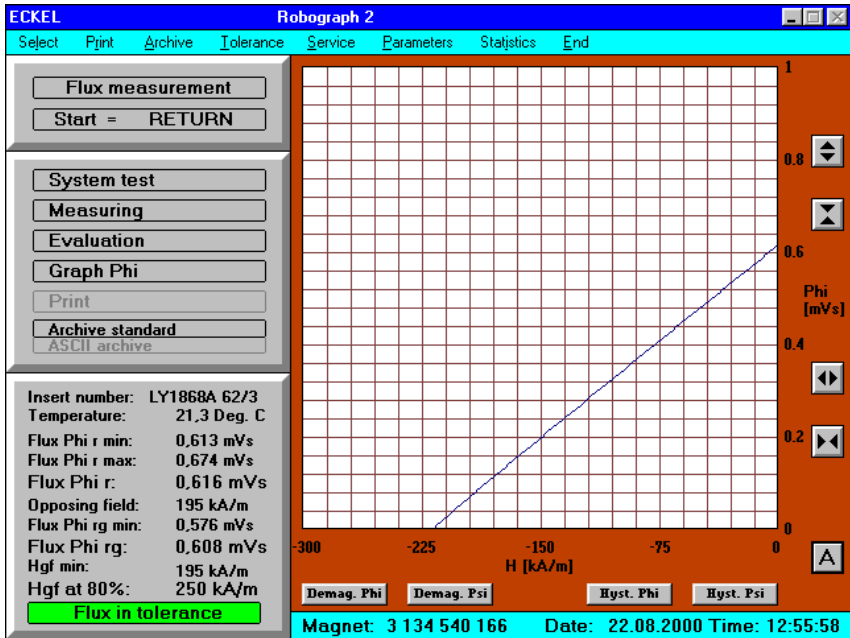 ECKEL Robograph 2
Select Print Archive Tolerance Service Parameters Statistics End
Flux measurement
Start = RETURN
System test
Measuring
Evaluation
Graph Phi
Print
Archive standard
ASCII archive
Insert number: LY1868A 62/3
Temperature: 21,3 Deg. C
Flux Phi r min: 0,613 mVs
Flux Phi r max: 0,674 mVs
Flux Phi r: 0,616 mVs
Opposing field: 195 kA/m
Flux Phi rg min: 0,576 mVs
Flux Phi rg: 0,608 mVs
Hgf min: 195 kA/m
Hgf at 80%: 250 kA/m
Flux in tolerance
1
0.8
0.6
Phi
[mVs]
0.4
0.2
0
-300 -225 -150 -75 0
H [kA/m]
A
Demag. Phi Demag. Psi Hyst. Phi Hyst. Psi
Magnet: 3 134 540 166 Date: 22.08.2000 Time: 12:55:58